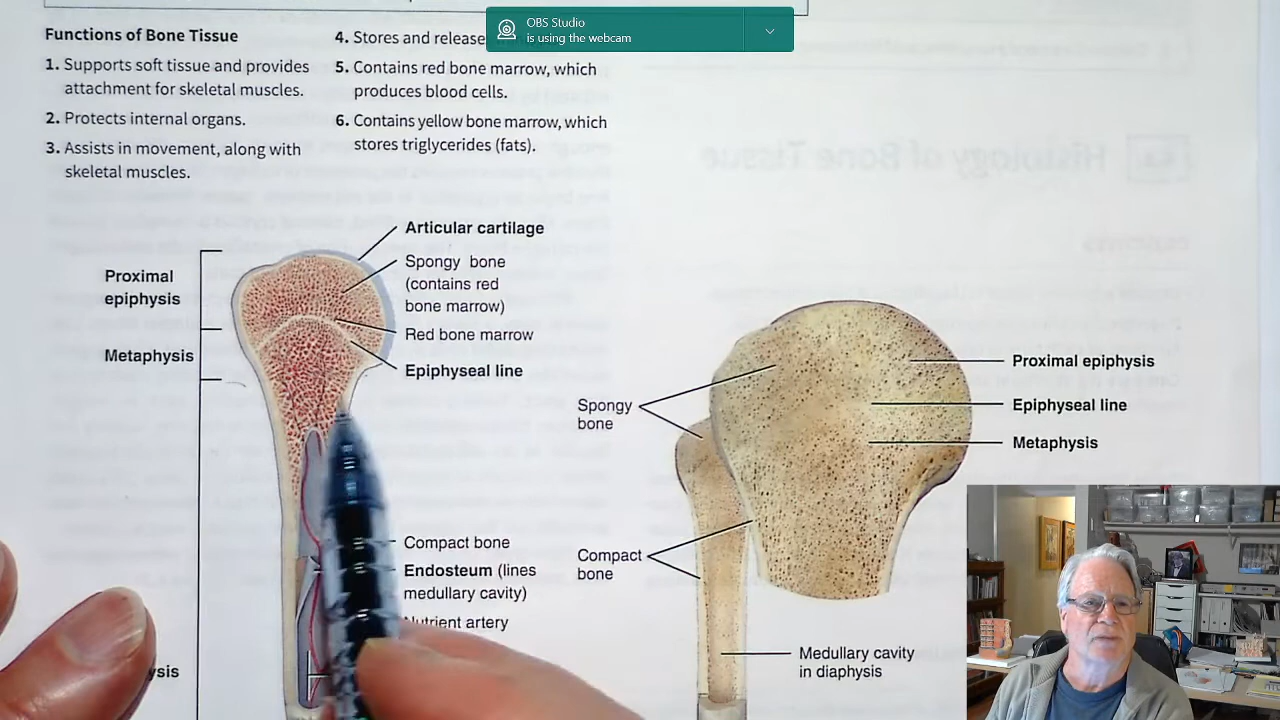 OBS Studio
is using the webcam
Functions of Bone Tissue
1. Supports soft tissue and provides
attachment for skeletal muscles.
2. Protects internal organs.
3. Assists in movement, along with
skeletal muscles.
4. Stores and release
5. Contains red bone marrow, which
produces blood cells.
6. Contains yellow bone marrow, which
stores triglycerides (fats).
Proximal
epiphysis
Metaphysis
Articular cartilage
Spongy bone
(contains red
bone marrow)
Red bone marrow
Epiphyseal line
Compact bone
Endosteum (lines
medullary cavity)
Nutrient artery
Spongy
bone
Compact
bone
Proximal epiphysis
Epiphyseal line
Metaphysis
Medullary cavity
in diaphysis